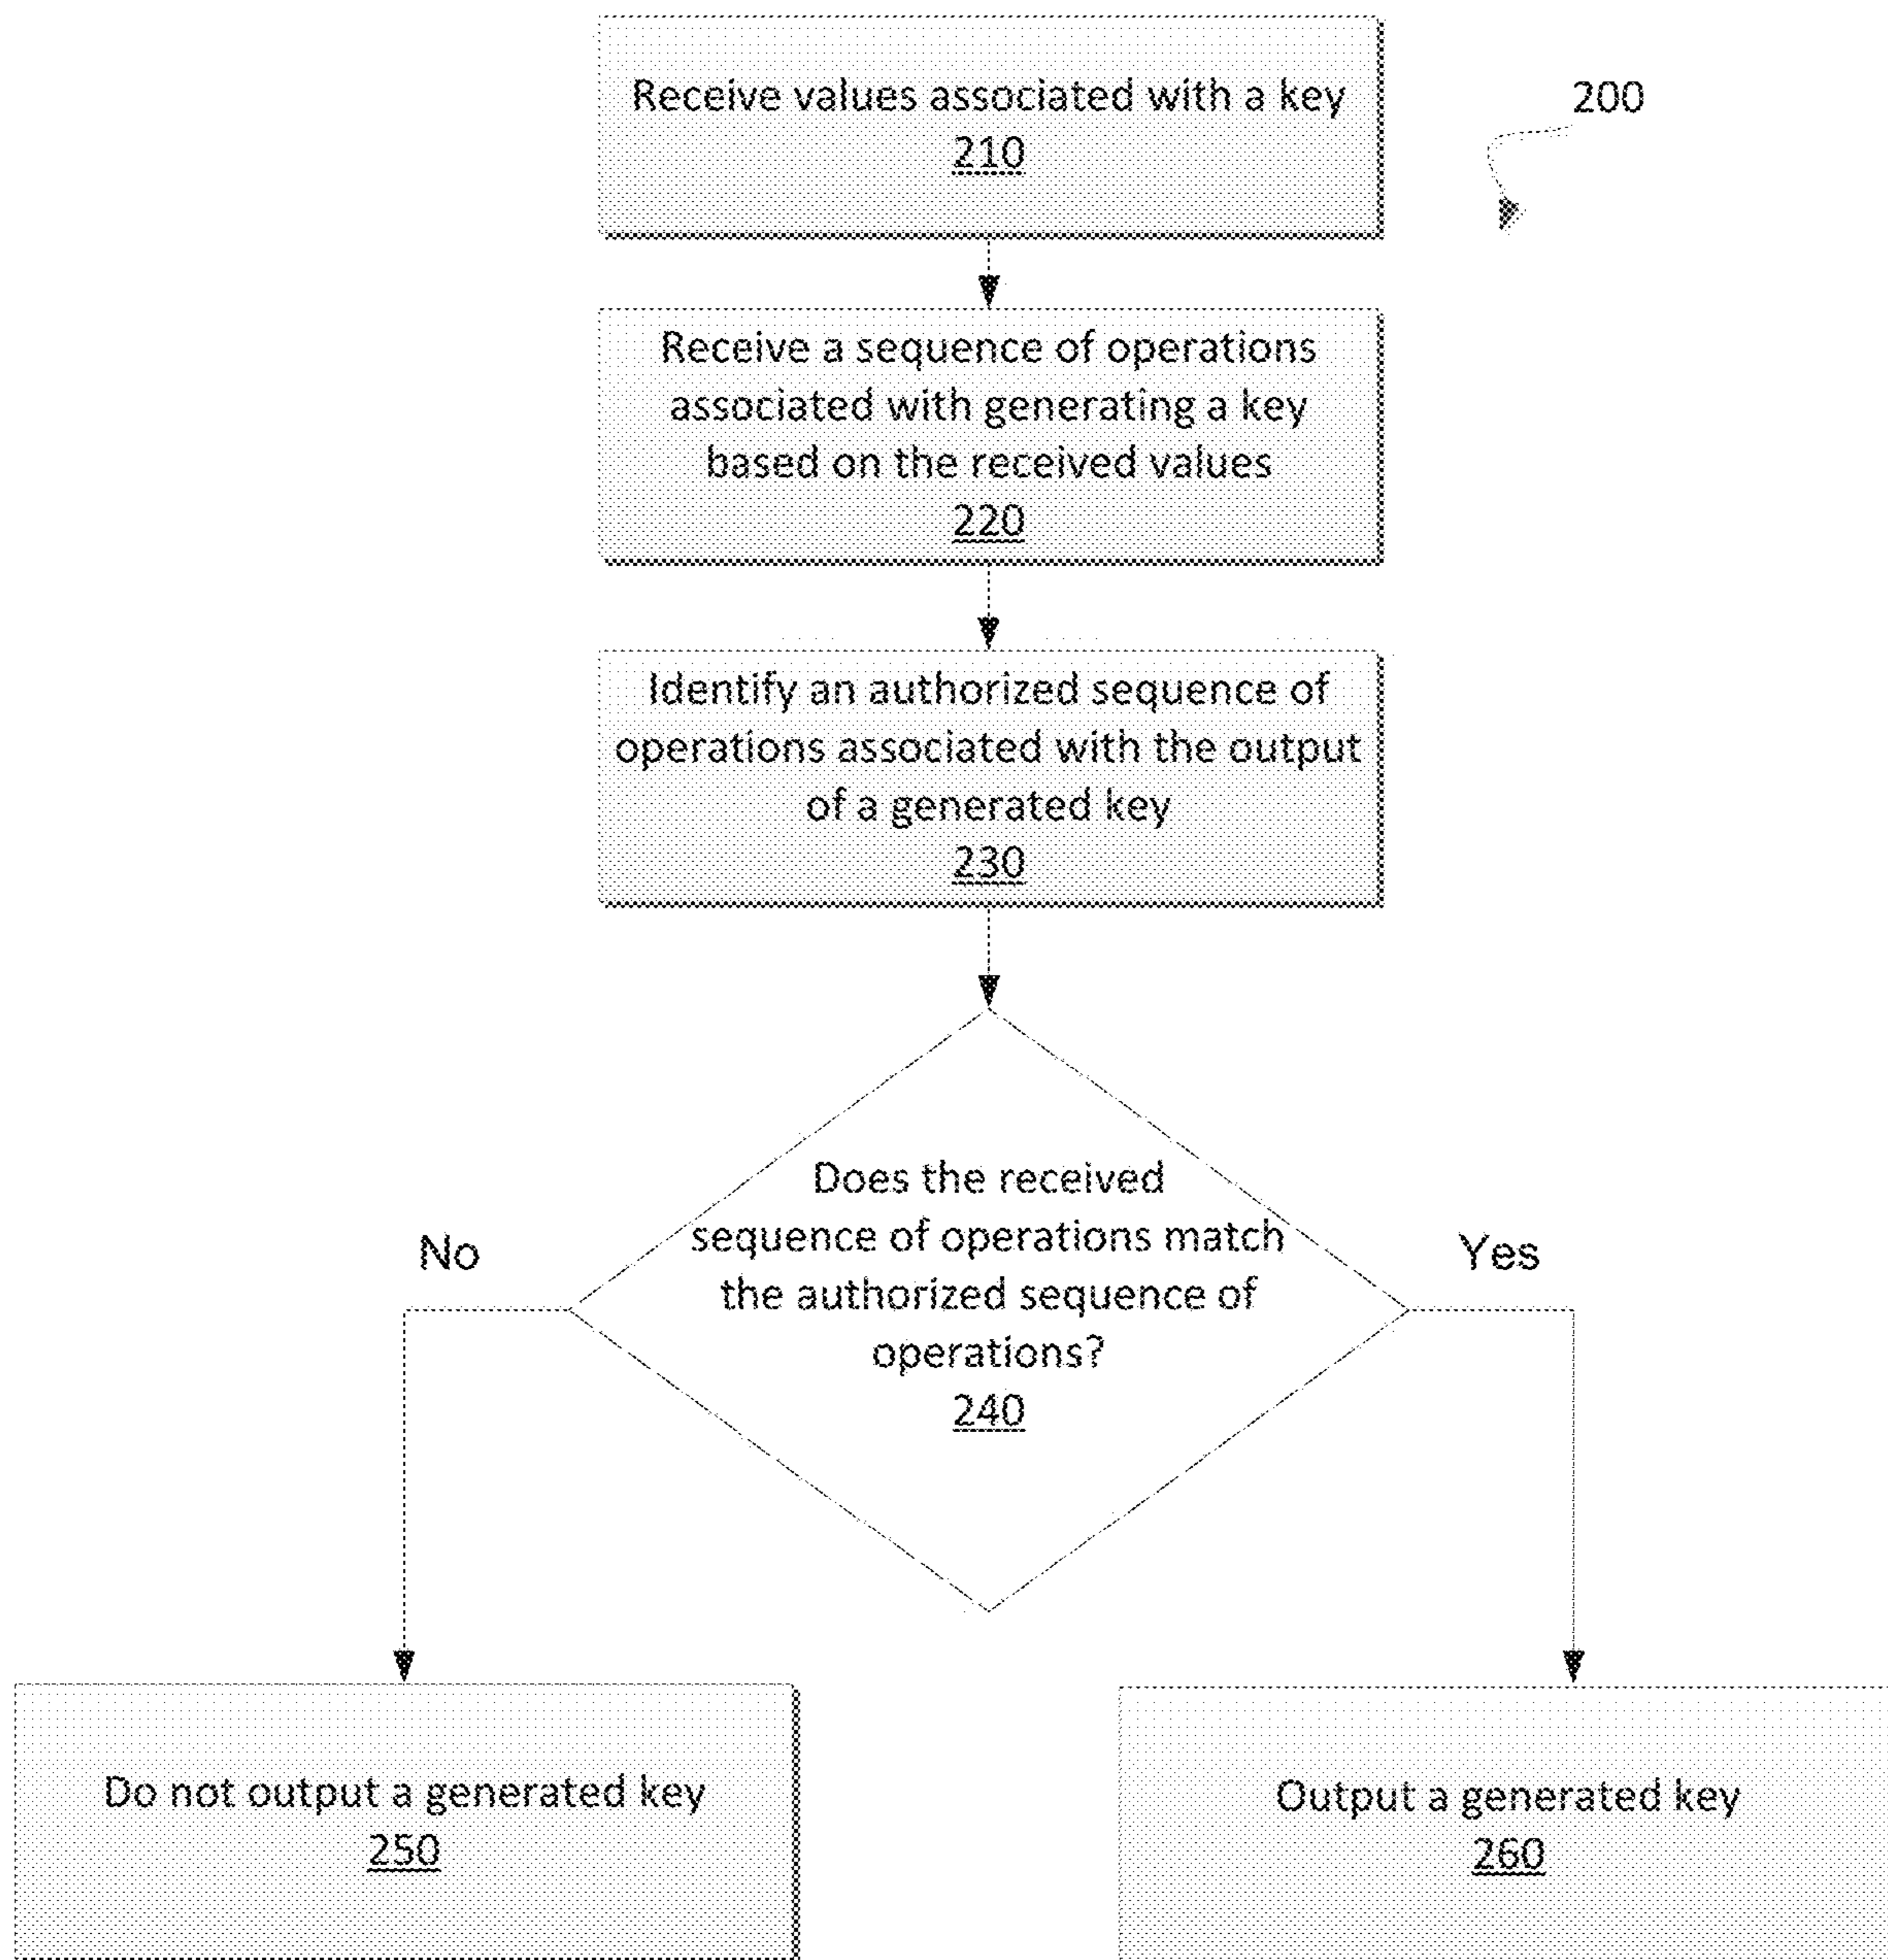 Receive values associated with a key
210
200
Receive a sequence of operations
associated with generating a key
based on the received values
220
Identify an authorized sequence of
operations associated with the output
of a generated key
230
Does the received
sequence of operations match
the authorized sequence of
operations?
240
No
Yes
Do not output a generated key
250
Output a generated key
260